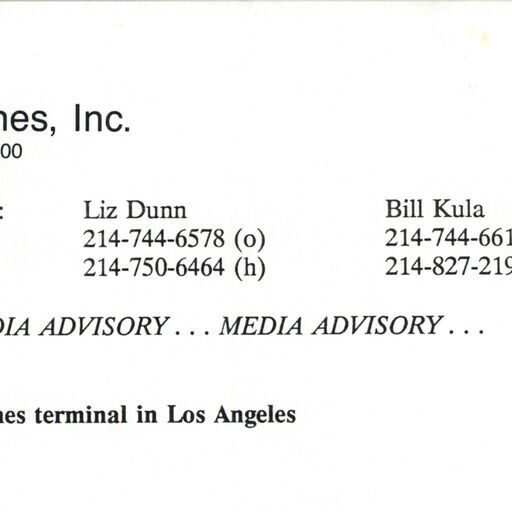 nes, Inc.
00
: Liz Dunn Bill Kula
214-744-6578 (o) 214-744-661
214-750-6464 (h) 214-827-219
DIA ADVISORY . . . MEDIA ADVISORY . . .
nes terminal in Los Angeles